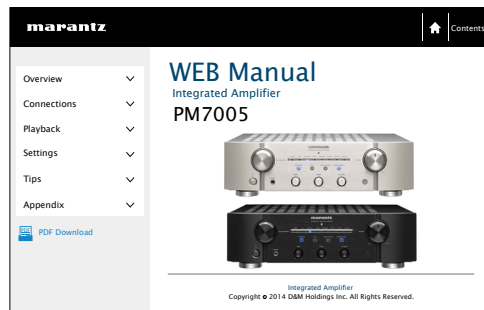 marantz
Contents
Overview
Connections
Playback
Settings
Tips
Appendix
PDF Download
WEB Manual
Integrated Amplifier
PM7005
marantz
Integrated Amplifier
Copyright © 2014 D&M Holdings Inc. All Rights Reserved.